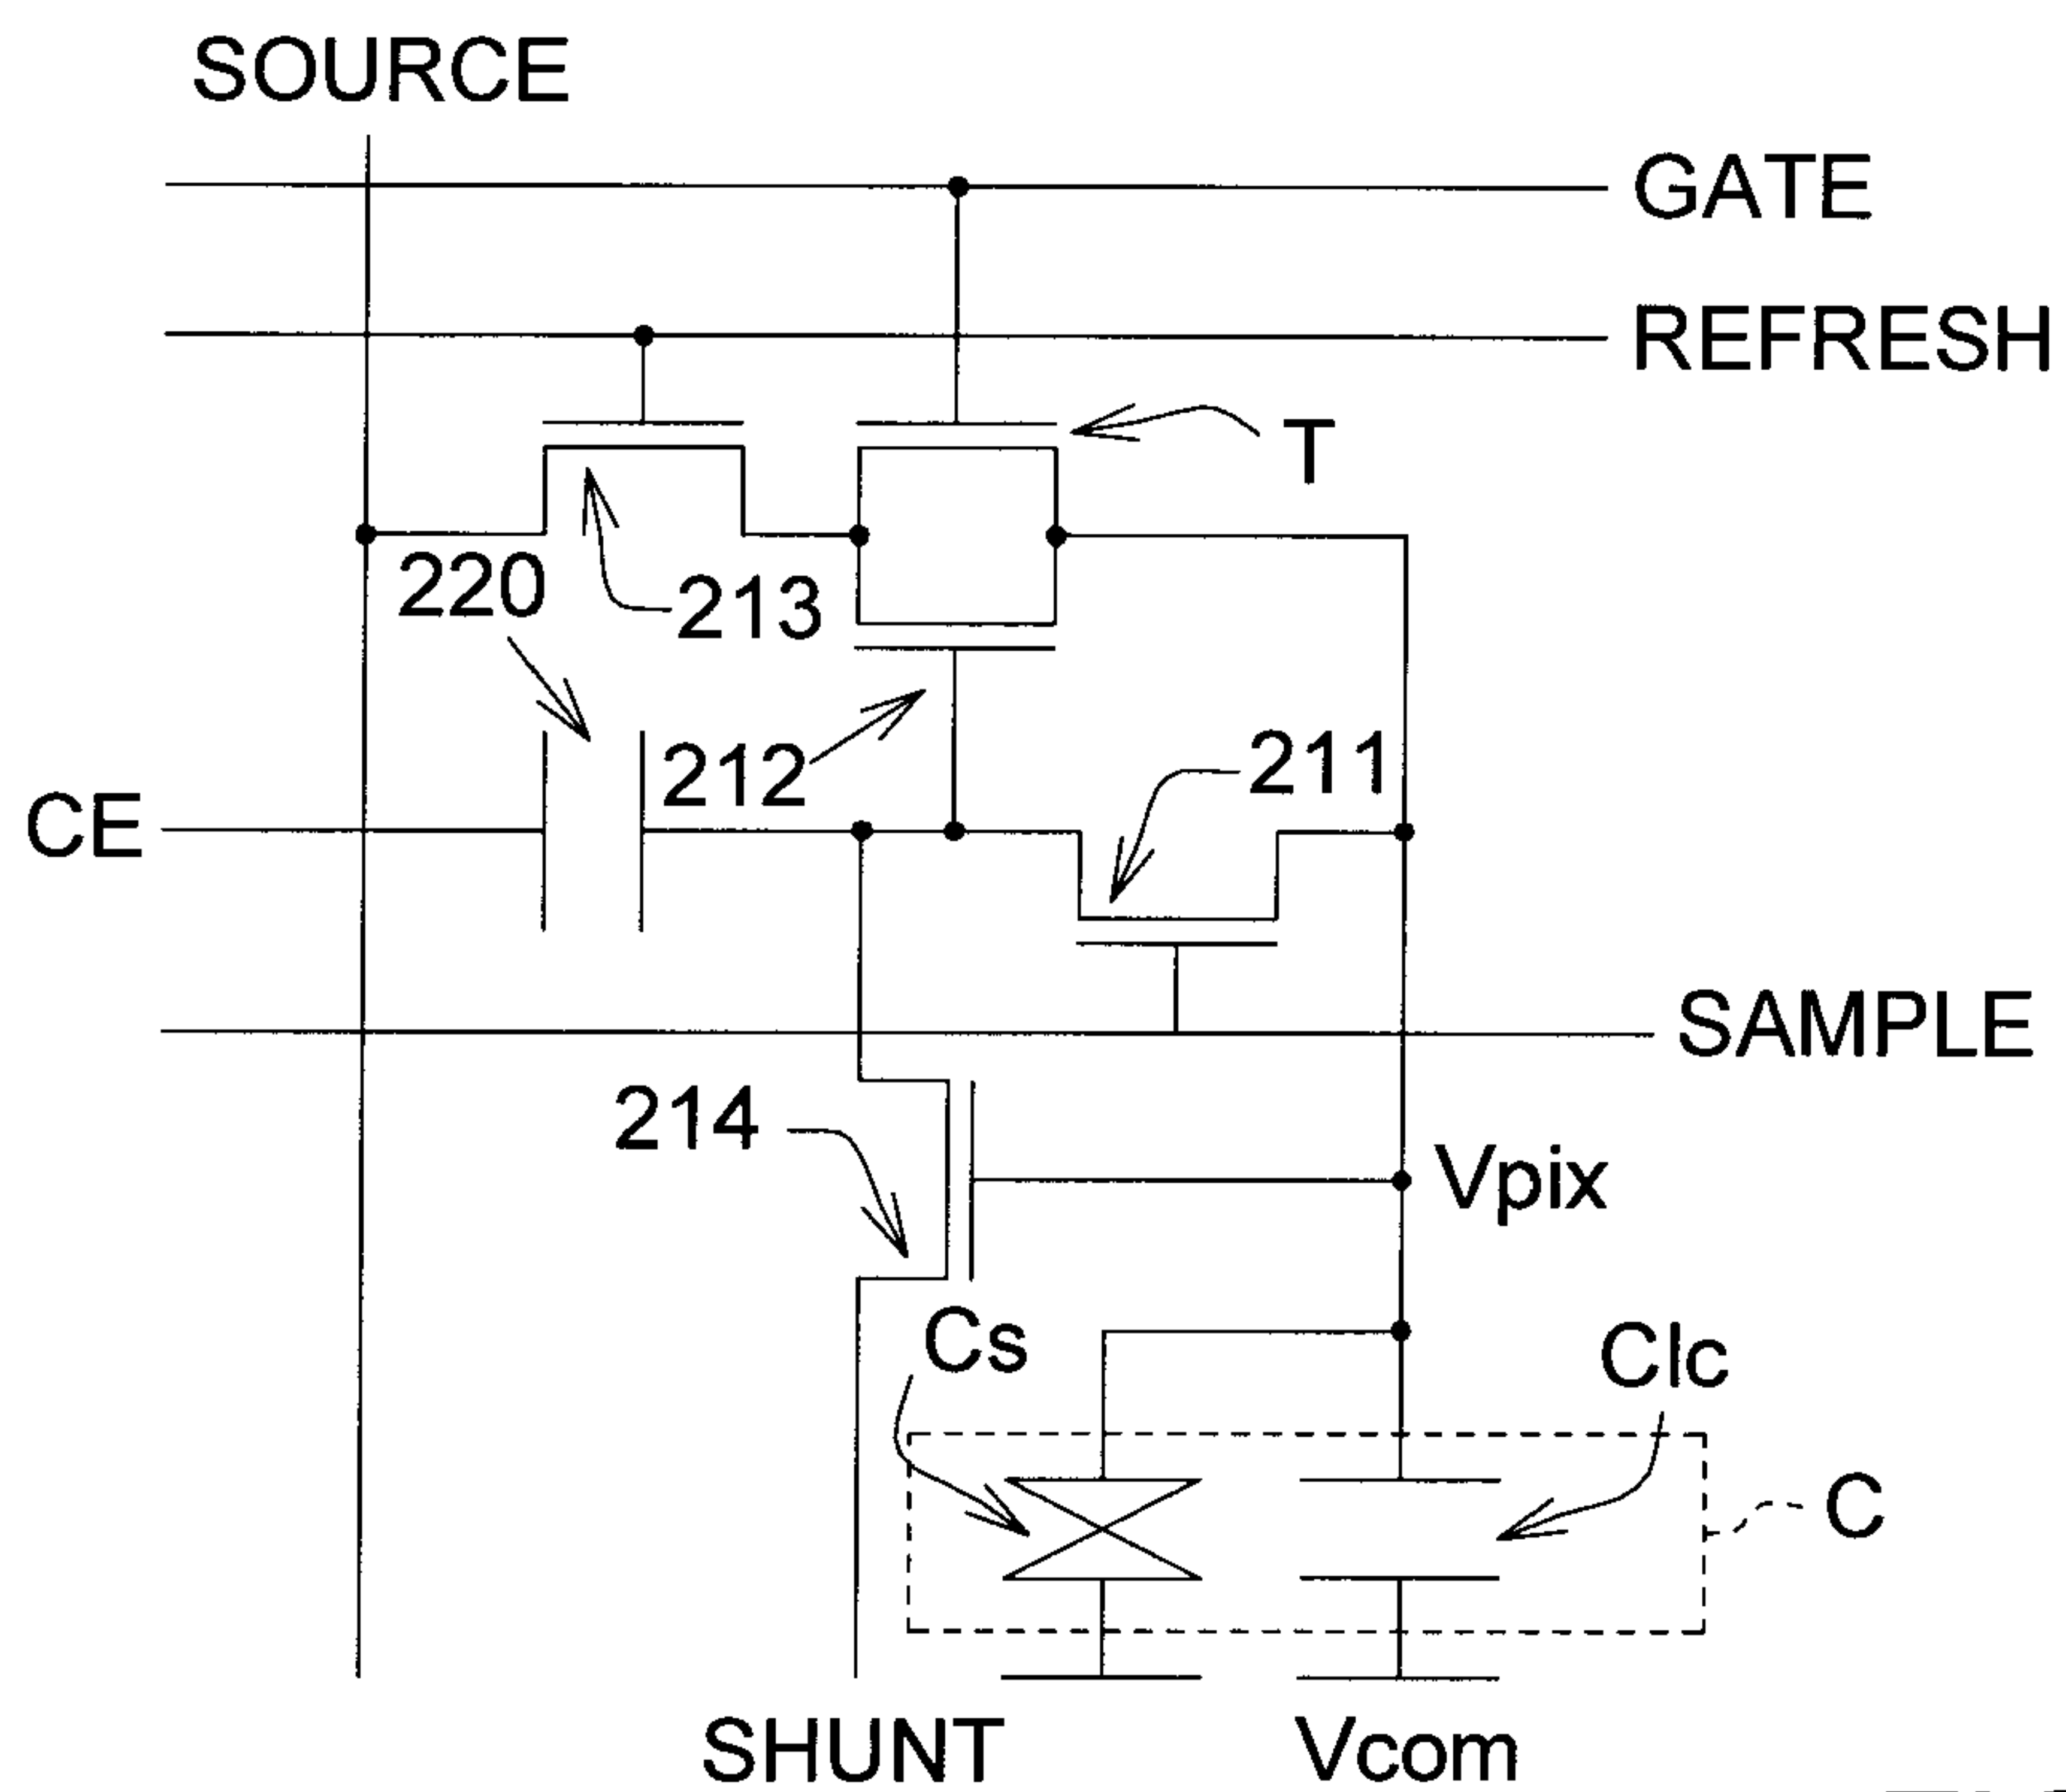 SOURCE
GATE
REFRESH
T
220
213
212
211
CE
SAMPLE
214
Vpix
Cs
Clc
C
SHUNT
Vcom